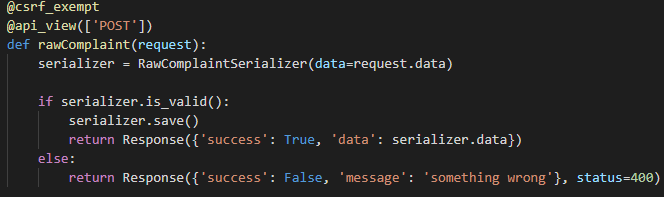 @csrf_exempt
@api_view(['POST'])
def rawComplaint(request):
    serializer = RawComplaintSerializer(data=request.data)

    if serializer.is_valid():
        serializer.save()
        return Response({'success': True, 'data': serializer.data})
    else:
        return Response({'success': False, 'message': 'something wrong'}, status=400)